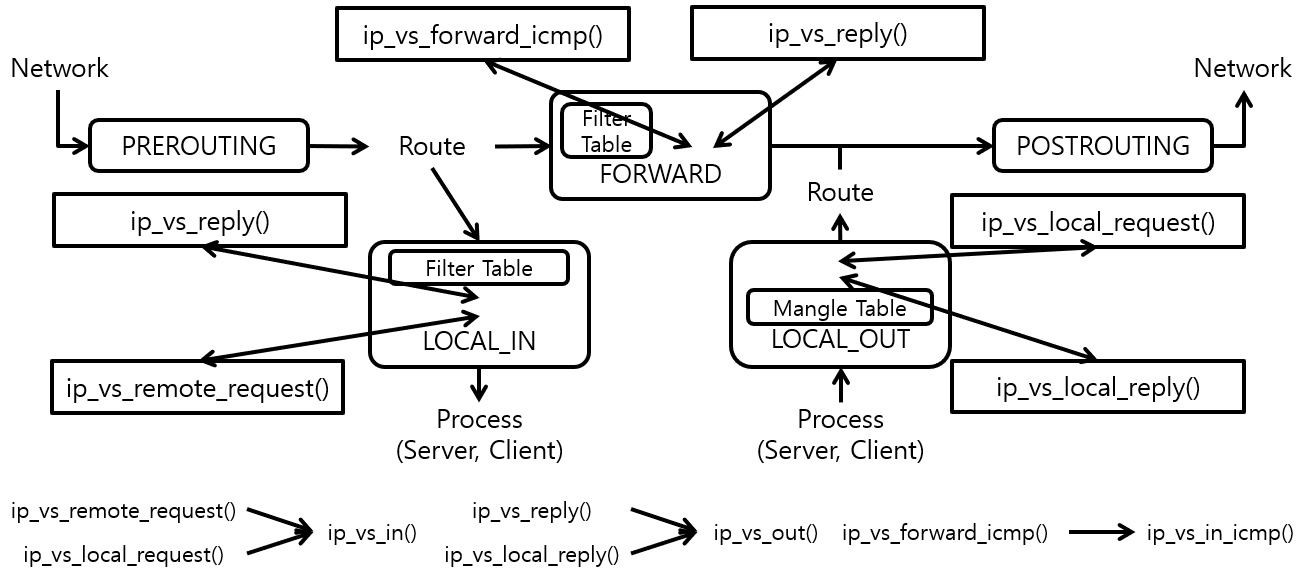 ip_vs_forward_icmp()
ip_vs_reply()
Network
Network
Filter
Table
PREROUTING
Route
FORWARD
POSTROUTING
Route
ip_vs_reply()
ip_vs_local_request()
Filter Table
LOCAL_IN
Mangle Table
LOCAL_OUT
ip_vs_remote_request()
ip_vs_local_reply()
Process
(Server, Client)
Process
(Server, Client)
ip_vs_remote_request()
ip_vs_local_request()
ip_vs_in()
ip_vs_reply()
ip_vs_local_reply()
ip_vs_out()
ip_vs_forward_icmp()
ip_vs_in_icmp()